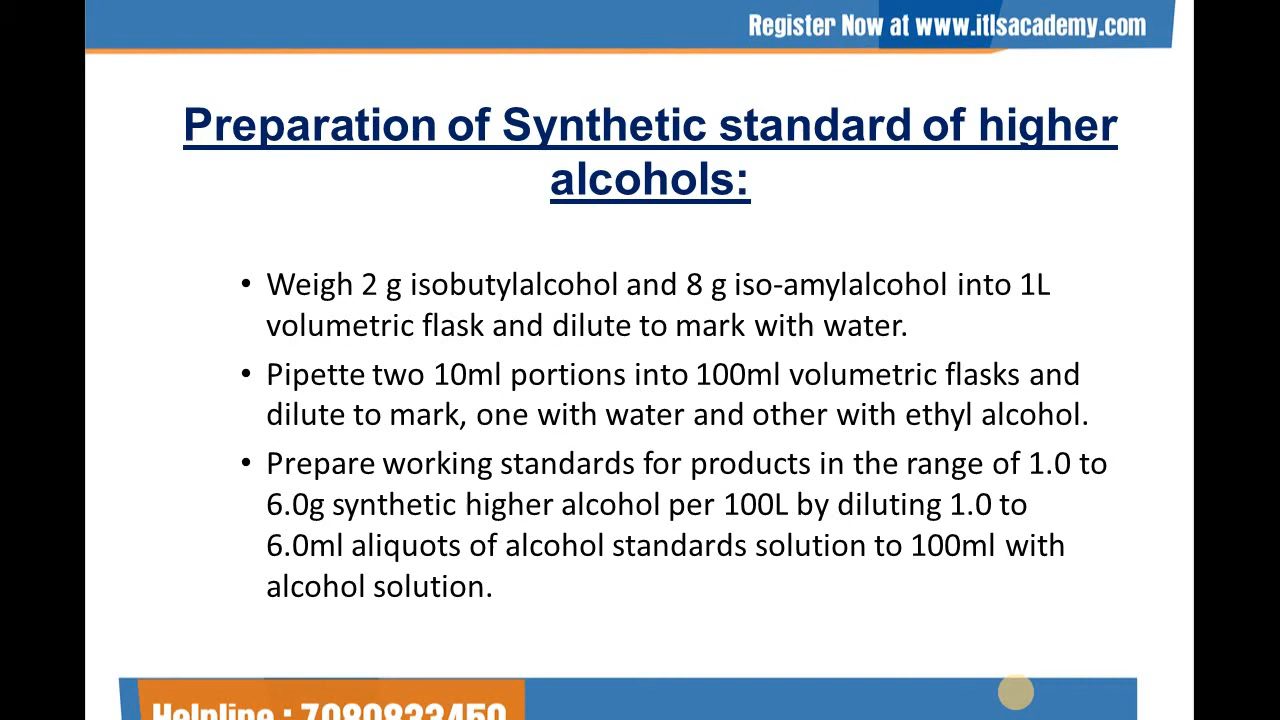 Register Now at www.itlsacademy.com
Preparation of Synthetic standard of higher
alcohols:
• Weigh 2 g isobutylalcohol and 8 g iso-amylalcohol into 1L
volumetric flask and dilute to mark with water.
• Pipette two 10ml portions into 100ml volumetric flasks and
dilute to mark, one with water and other with ethyl alcohol.
• Prepare working standards for products in the range of 1.0 to
6.0g synthetic higher alcohol per 100L by diluting 1.0 to
6.0ml aliquots of alcohol standards solution to 100ml with
alcohol solution.
Helpline : 7080833450